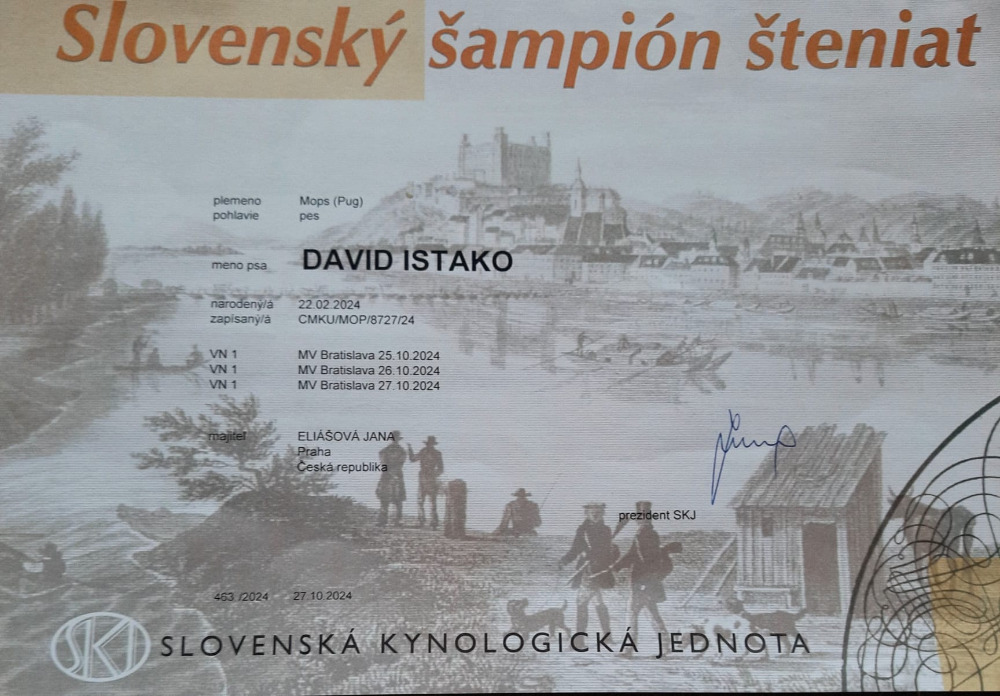 Slovenský šampión šteniat
plemeno Mops (Pug)
pohlavie pes
meno psa DAVID ISTAKO
narodený/á 22.02.2024
zapísaný/á CMKU/MOP/8727/24
VN 1 MV Bratislava 25.10.2024
VN 1 MV Bratislava 26.10.2024
VN 1 MV Bratislava 27.10.2024
majiteľ ELIÁŠOVÁ JANA
Praha
Česká republika
prezident SKJ
463 /2024 27.10.2024
SKJ SLOVENSKÁ KYNOLOGICKÁ JEDNOTA